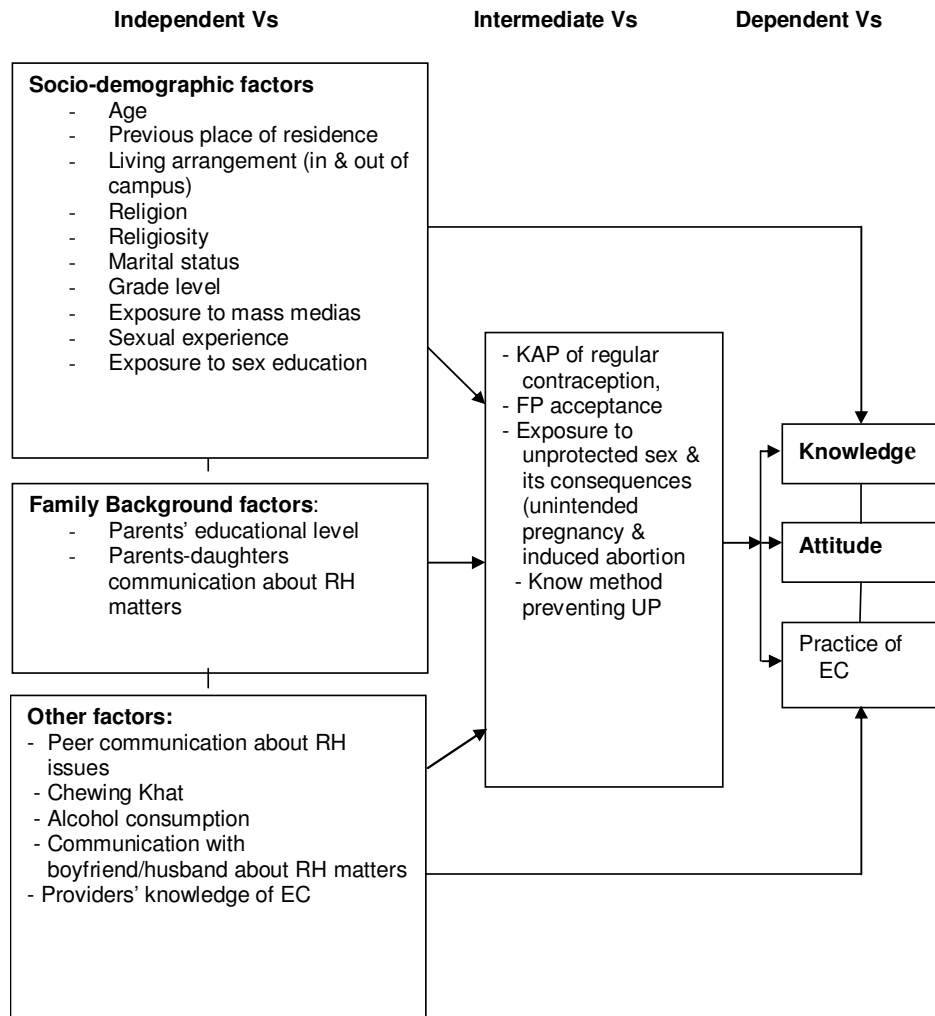 Independent Vs
Intermediate Vs
Dependent Vs
Socio-demographic factors
- Age
- Previous place of residence
- Living arrangement (in & out of
campus)
- Religion
- Religiosity
- Marital status
- Grade level
- Exposure to mass medias
- Sexual experience
- Exposure to sex education
Family Background factors:
- Parents' educational level
- Parents-daughters
communication about RH
matters
Other factors:
- Peer communication about RH
issues
- Chewing Khat
- Alcohol consumption
- Communication with
boyfriend/husband about RH matters
- Providers' knowledge of EC
- KAP of regular
contraception,
- FP acceptance
- Exposure to
unprotected sex &
its consequences
(unintended
pregnancy &
induced abortion
- Know method
preventing UP
Knowledge
Attitude
Practice of
EC